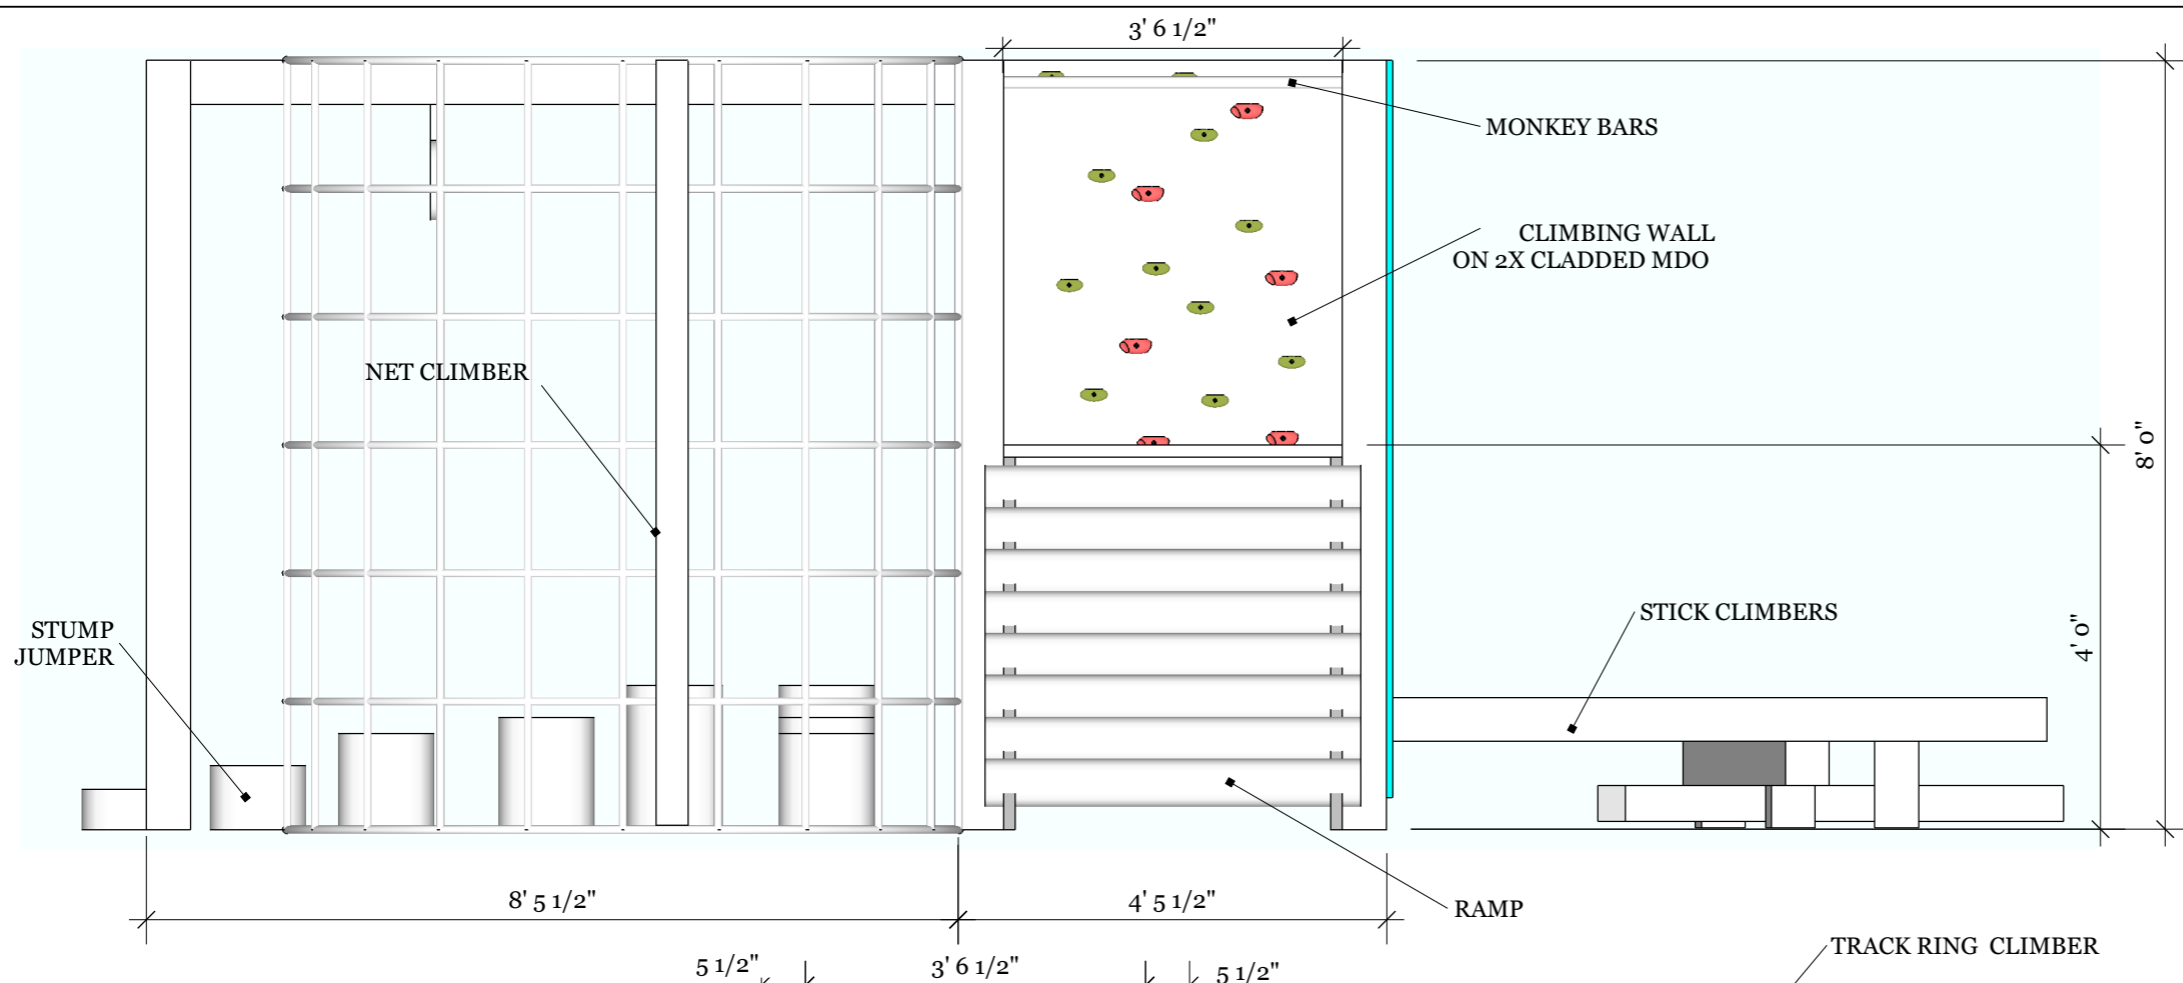 3' 6 1/2"
MONKEY BARS
CLIMBING WALL
ON 2X CLADDED MDO
8' 0"
NET CLIMBER
STICK CLIMBERS
4' 0"
STUMP
JUMPER
8' 5 1/2"
4' 5 1/2"
RAMP
TRACK RING CLIMBER
5 1/2"
3' 6 1/2"
5 1/2"